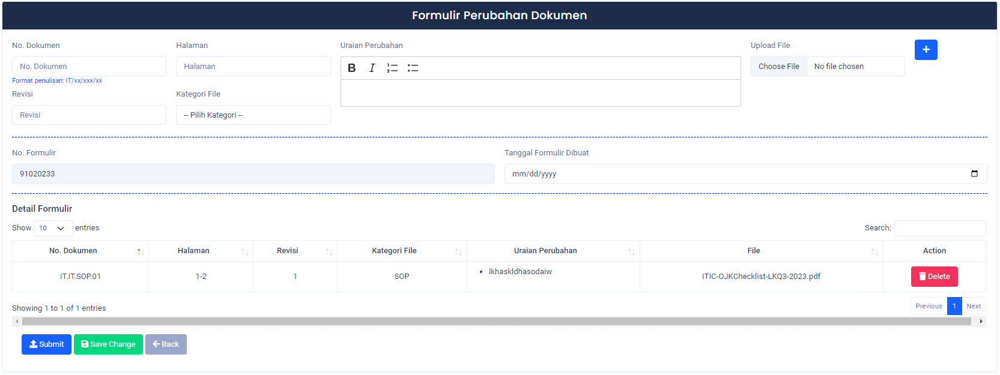 Formulir Perubahan Dokumen
No. Dokumen
Halaman
Uraian Perubahan
Upload File
No. Dokumen
Halaman
Choose File No file chosen
Format penulisan: IT/xx/xxx/xx
Revisi
Kategori File
Revisi
-- Pilih Kategori --
No. Formulir
Tanggal Formulir Dibuat
91020233
mm/dd/yyyy
Detail Formulir
Show 10 entries
Search:
No. Dokumen Halaman Revisi Kategori File Uraian Perubahan File Action
IT.IT.SOP.01 1-2 1 SOP • lkhaskldhasodaiw ITIC-OJKChecklist-LKQ3-2023.pdf Delete
Showing 1 to 1 of 1 entries
Previous 1 Next
Submit Save Change Back